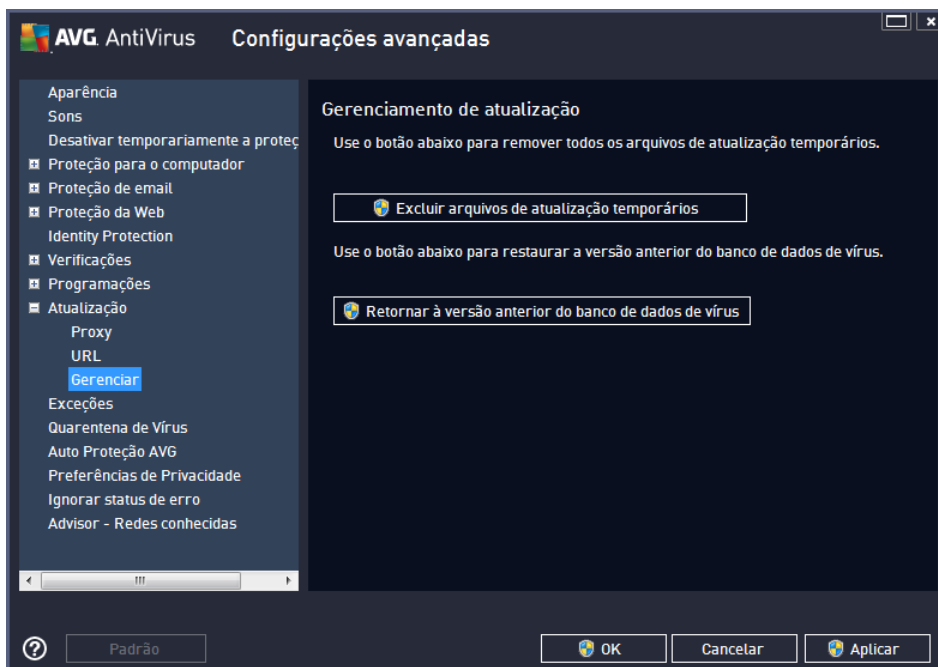 AVG AntiVirus Configurações avançadas
Aparência
Sons
Desativar temporariamente a proteç
Proteção para o computador
Proteção de email
Proteção da Web
Identity Protection
Verificações
Programações
Atualização
Proxy
URL
Gerenciar
Exceções
Quarentena de Vírus
Auto Proteção AVG
Preferências de Privacidade
Ignorar status de erro
Advisor - Redes conhecidas
Gerenciamento de atualização
Use o botão abaixo para remover todos os arquivos de atualização temporários.
Excluir arquivos de atualização temporários
Use o botão abaixo para restaurar a versão anterior do banco de dados de vírus.
Retornar à versão anterior do banco de dados de vírus
Padrão
OK
Cancelar
Aplicar